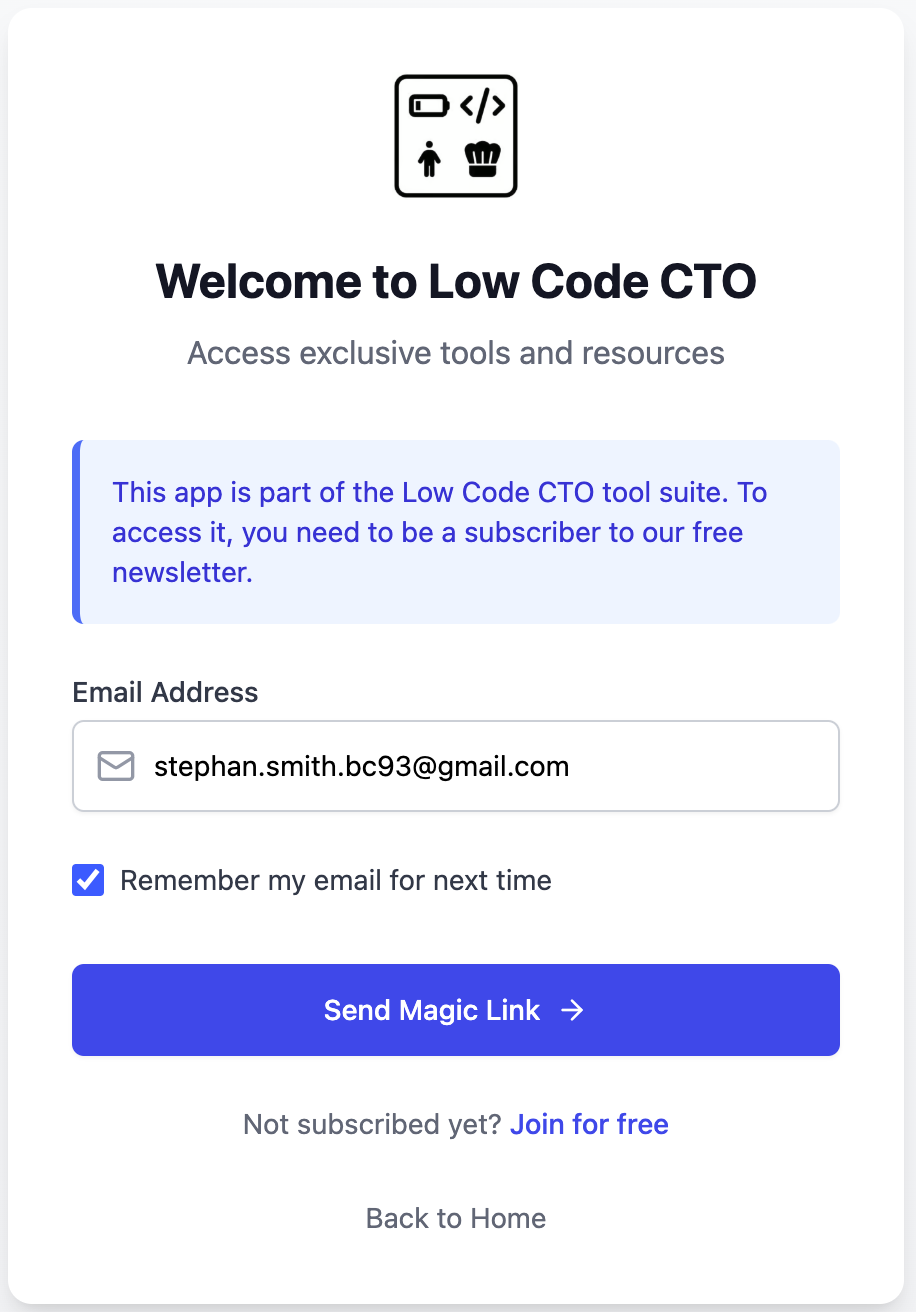 Welcome to Low Code CTO
Access exclusive tools and resources
This app is part of the Low Code CTO tool suite. To
access it, you need to be a subscriber to our free
newsletter.
Email Address
stephan.smith.bc93@gmail.com
Remember my email for next time
Send Magic Link →
Not subscribed yet? Join for free
Back to Home